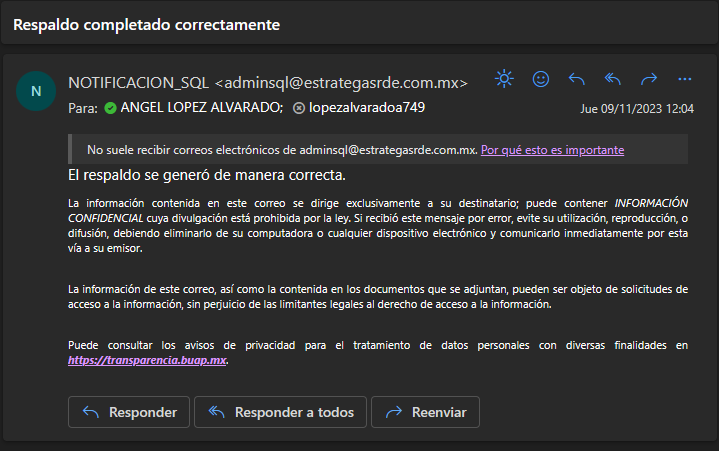 Respaldo completado correctamente
N
NOTIFICACION_SQL <adminsql@estrategasrde.com.mx>
Para: ANGEL LOPEZ ALVARADO; lopezalvaradoa749
Jue 09/11/2023 12:04
No suele recibir correos electrónicos de adminsql@estrategasrde.com.mx. Por qué esto es importante
El respaldo se generó de manera correcta.
La información contenida en este correo se dirige exclusivamente a su destinatario; puede contener INFORMACIÓN
CONFIDENCIAL cuya divulgación está prohibida por la ley. Si recibió este mensaje por error, evite su utilización, reproducción, o
difusión, debiendo eliminarlo de su computadora o cualquier dispositivo electrónico y comunicarlo inmediatamente por esta
vía a su emisor.
La información de este correo, así como la contenida en los documentos que se adjuntan, pueden ser objeto de solicitudes de
acceso a la información, sin perjuicio de las limitantes legales al derecho de acceso a la información.
Puede consultar los avisos de privacidad para el tratamiento de datos personales con diversas finalidades en
https://transparencia.buap.mx.
Responder
Responder a todos
Reenviar